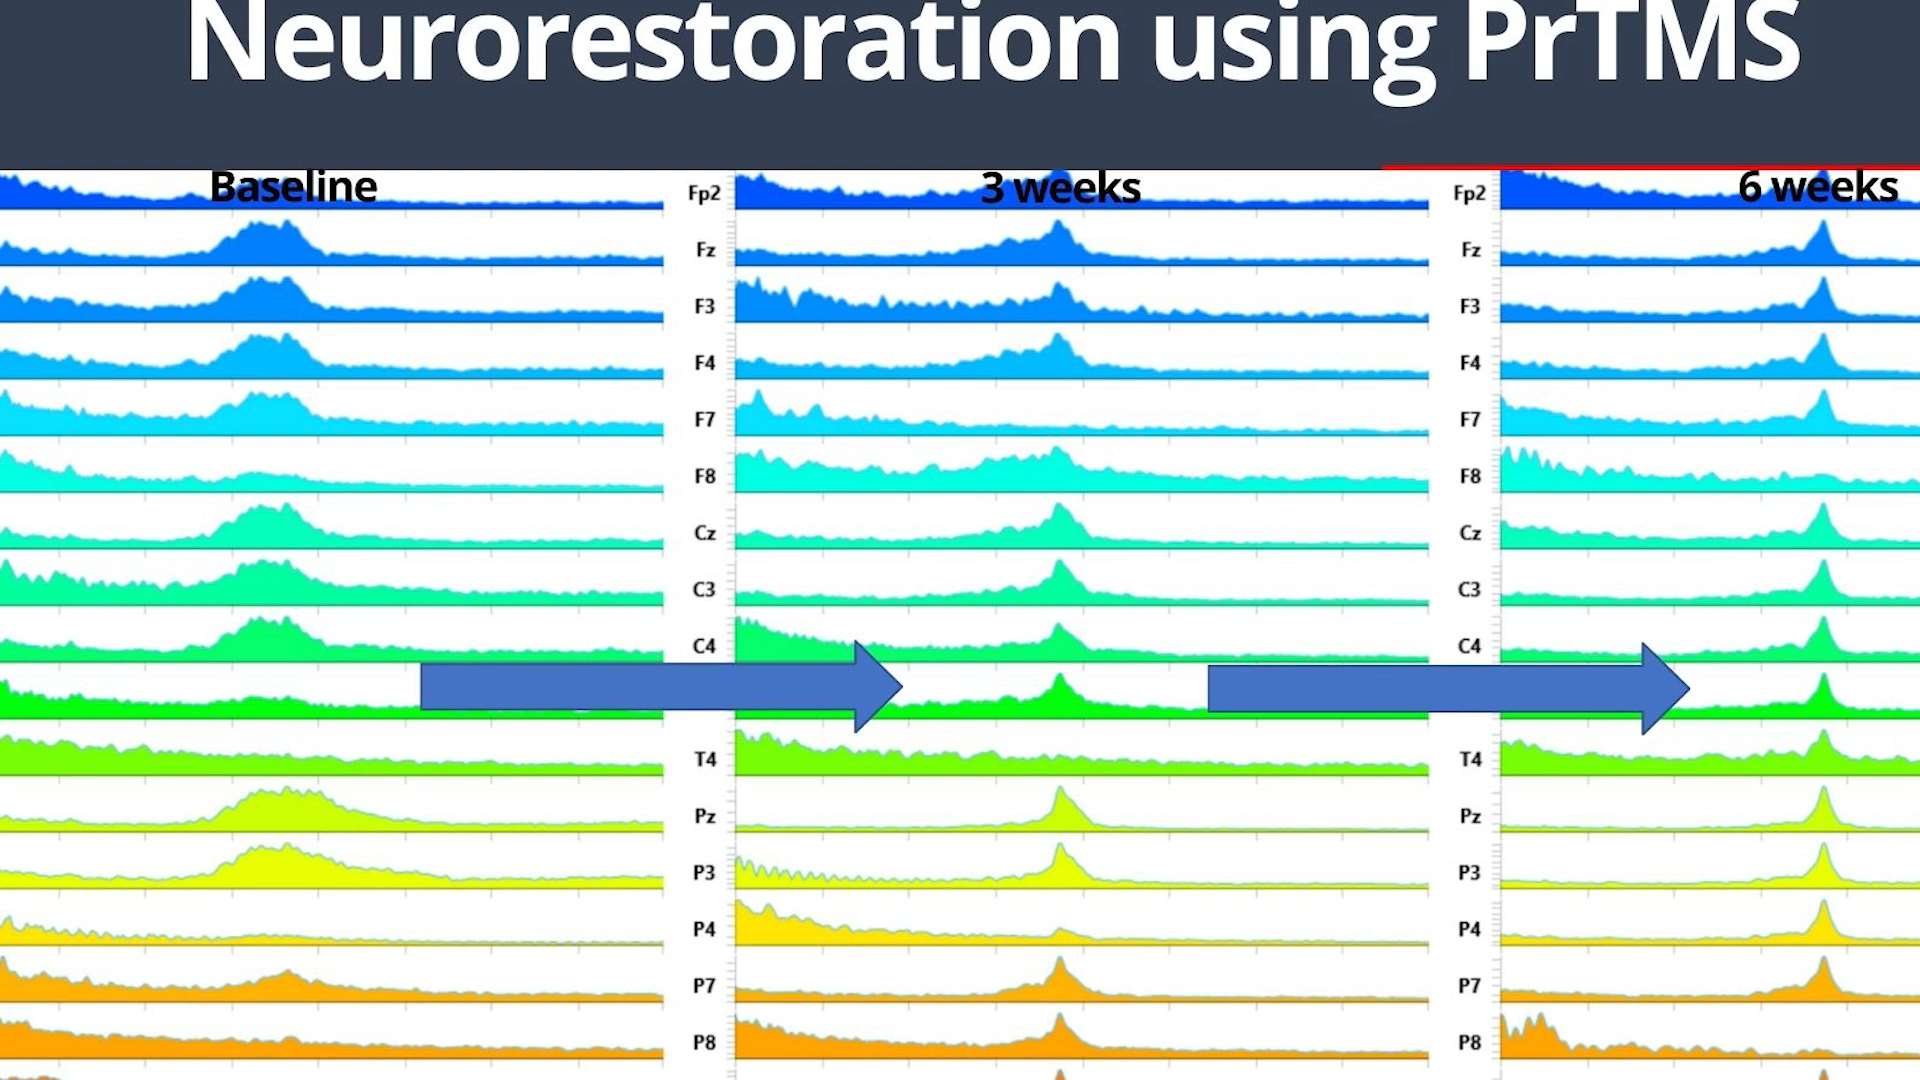 Neurorestoration using PrTMS
Baseline 3 weeks 6 weeks
Fp2 Fp2
Fz Fz
F3 F3
F4 F4
F7 F7
F8 F8
Cz Cz
C3 C3
C4 C4
T4 T4
Pz Pz
P3 P3
P4 P4
P7 P7
P8 P8